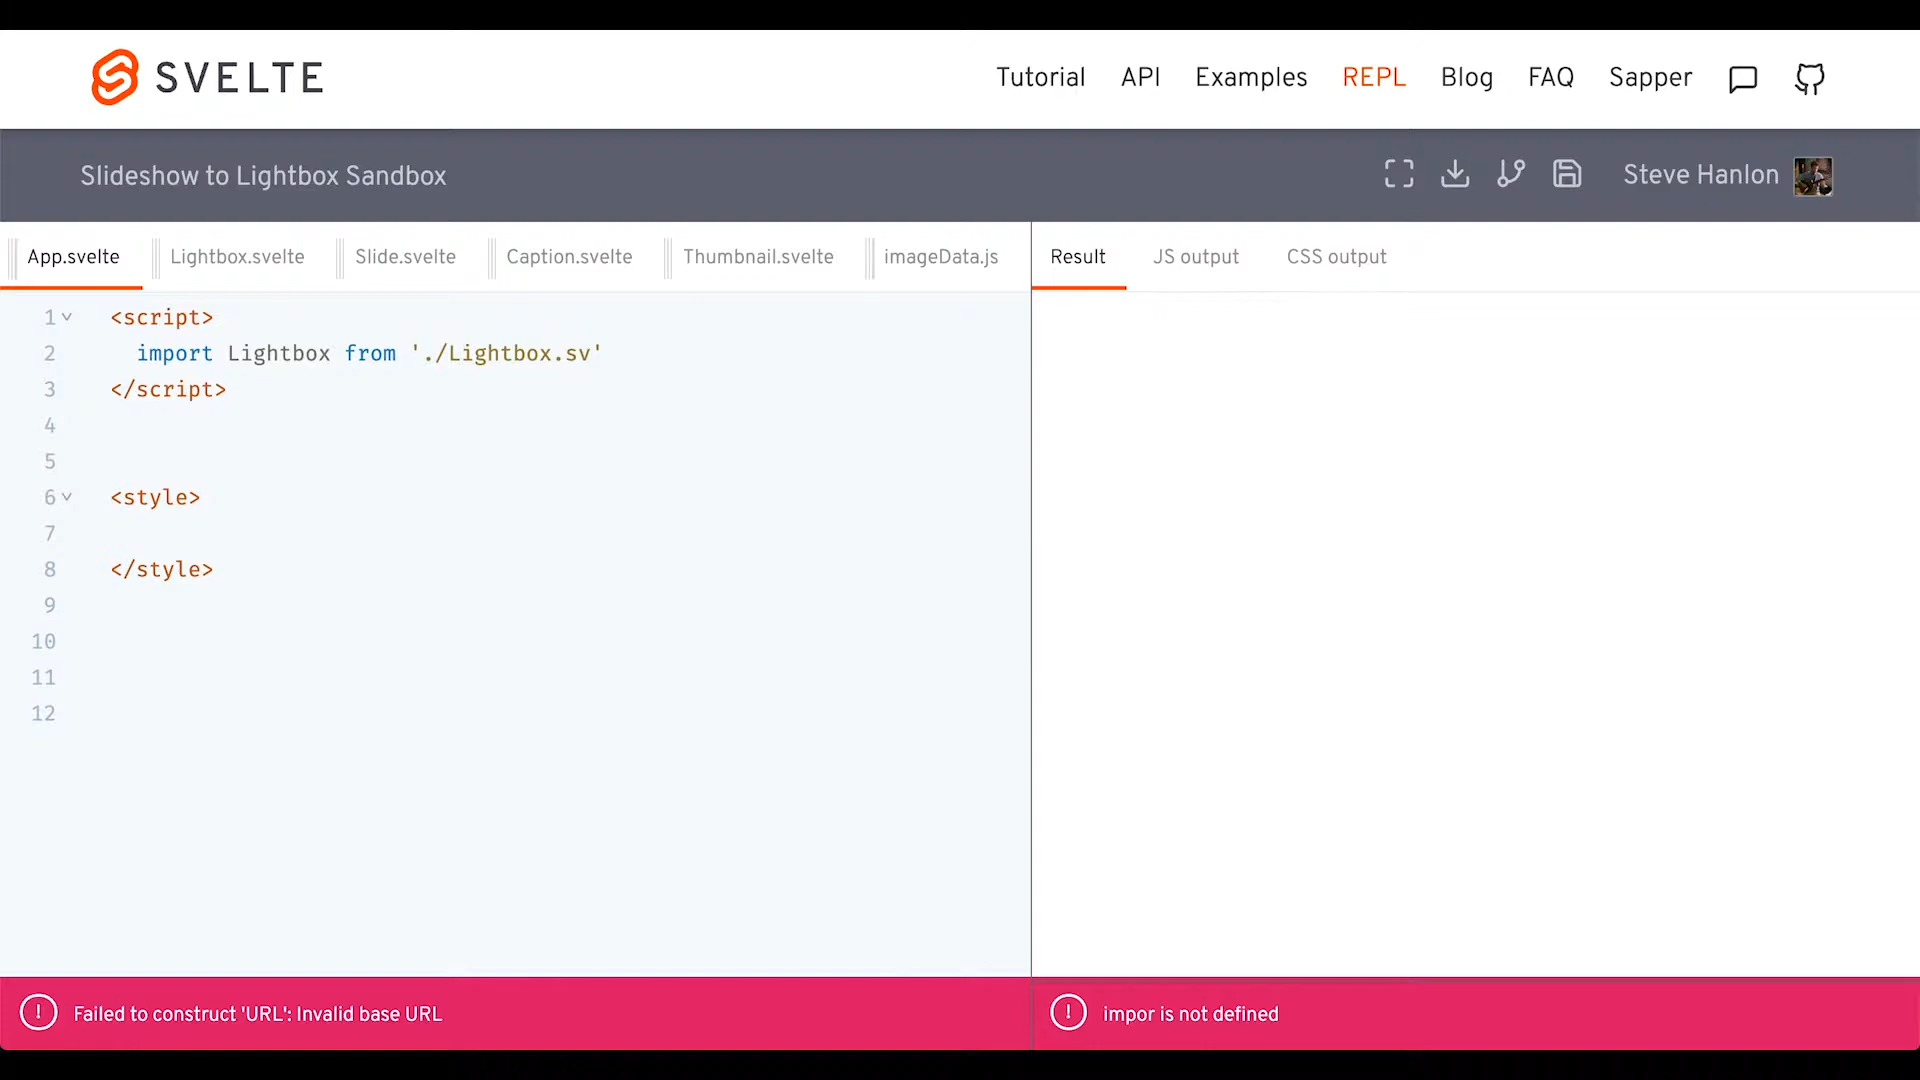 SVELTE
Tutorial API Examples REPL Blog FAQ Sapper
Slideshow to Lightbox Sandbox
Steve Hanlon
App.svelte Lightbox.svelte Slide.svelte Caption.svelte Thumbnail.svelte imageData.js
Result JS output CSS output
1 <script>
2 import Lightbox from './Lightbox.sv'
3 </script>
4
5
6 <style>
7
8 </style>
9
10
11
12
Failed to construct 'URL': Invalid base URL
impor is not defined